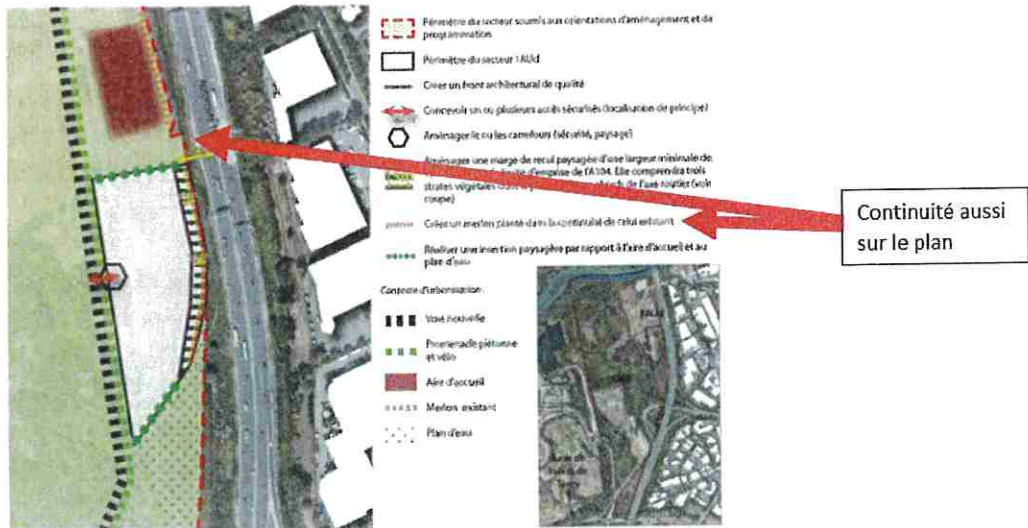 Périmètre du secteur soumis aux orientations d'aménagement et de
programmation
Périmètre du secteur 1AUd
Créer un front architectural de qualité
Concevoir un ou plusieurs accès sécurisés (localisation de principe)
Aménager le ou les carrefours (sécurité, paysage)
Aménager une marge de recul paysagée d'une largeur minimale de
d'emprise de l'A104. Elle comprendra trois
strates végétales de l'axe routier (voir
coupe)
Créer un merlon planté dans la continuité de celui existant
Réaliser une insertion paysagère par rapport à l'aire d'accueil et au
plan d'eau
Contexte d'urbanisation
Voie nouvelle
Promenade piétonne
et vélo
Aire d'accueil
Merlon existant
Plan d'eau
Continuité aussi
sur le plan